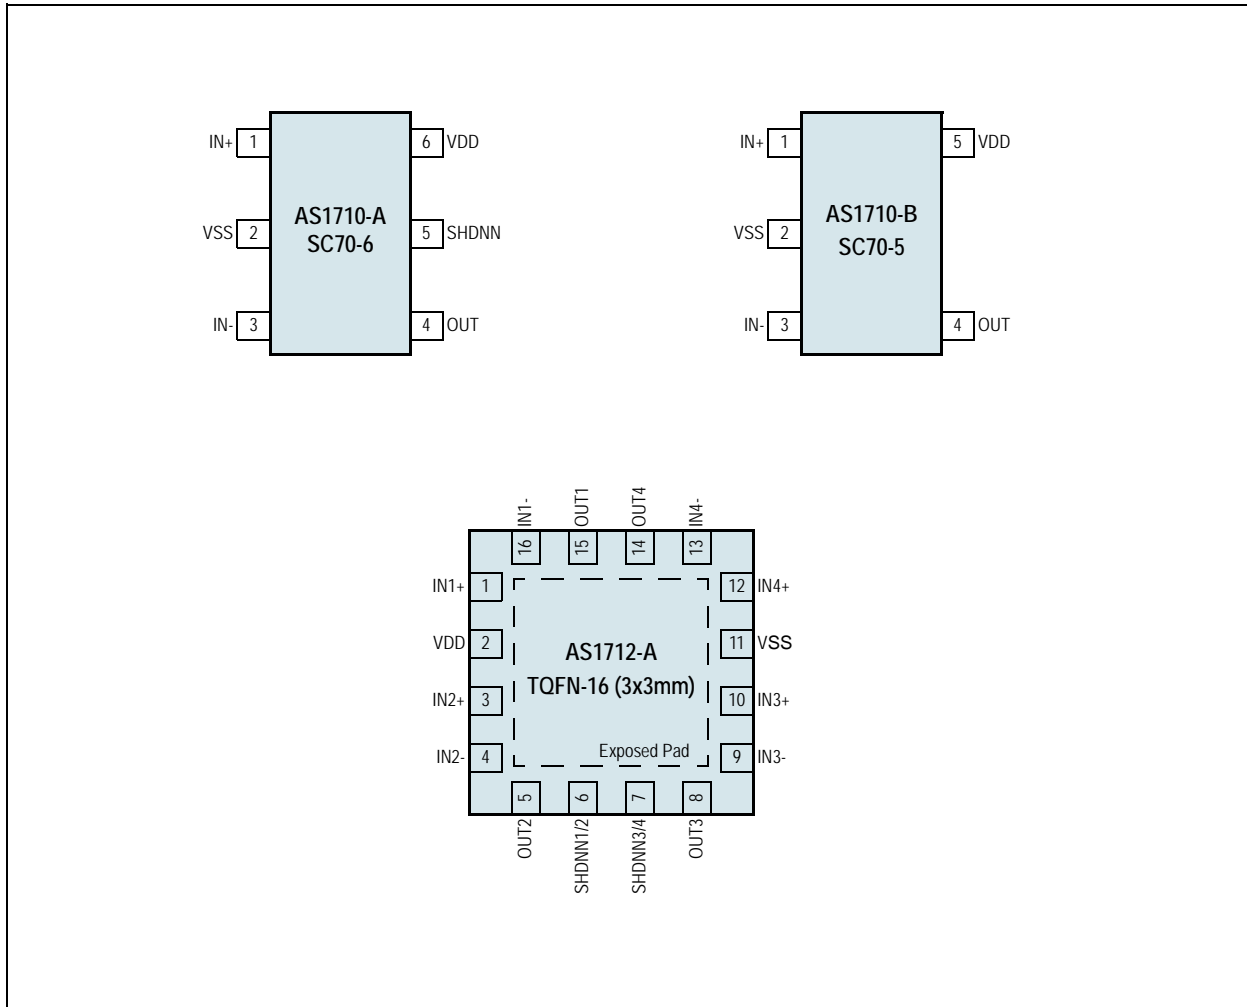 IN+ 1 6 VDD
AS1710-A
SC70-6
VSS 2 5 SHDNN
IN- 3 4 OUT
IN+ 1 5 VDD
AS1710-B
SC70-5
VSS 2
IN- 3 4 OUT
IN1- OUT1 OUT4 IN4-
16 15 14 13
IN1+ 1 12 IN4+
VDD 2 11 VSS
AS1712-A
TQFN-16 (3x3mm)
IN2+ 3 10 IN3+
Exposed Pad
IN2- 4 9 IN3-
5 6 7 8
OUT2 SHDNN1/2 SHDNN3/4 OUT3